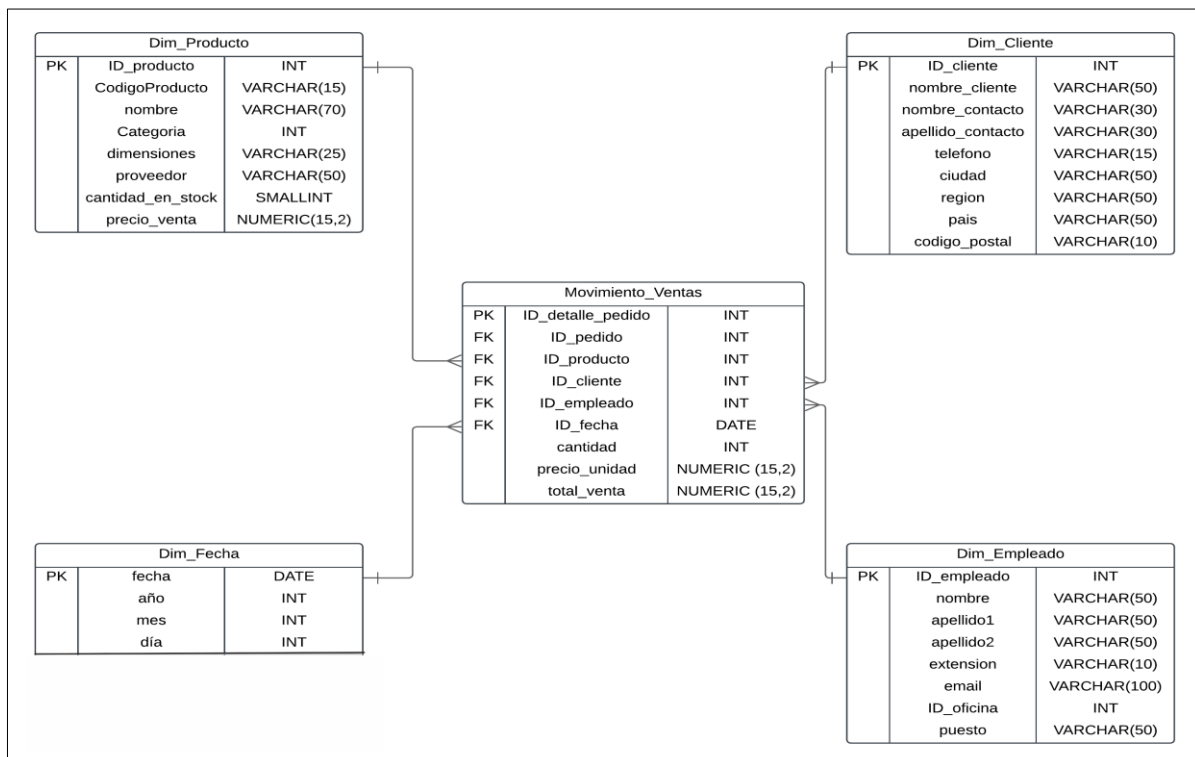 Dim_Producto
PK ID_producto INT
CodigoProducto VARCHAR(15)
nombre VARCHAR(70)
Categoria INT
dimensiones VARCHAR(25)
proveedor VARCHAR(50)
cantidad_en_stock SMALLINT
precio_venta NUMERIC(15,2)
Dim_Cliente
PK ID_cliente INT
nombre_cliente VARCHAR(50)
nombre_contacto VARCHAR(30)
apellido_contacto VARCHAR(30)
telefono VARCHAR(15)
ciudad VARCHAR(50)
region VARCHAR(50)
pais VARCHAR(50)
codigo_postal VARCHAR(10)
Movimiento_Ventas
PK ID_detalle_pedido INT
FK ID_pedido INT
FK ID_producto INT
FK ID_cliente INT
FK ID_empleado INT
FK ID_fecha DATE
cantidad INT
precio_unidad NUMERIC (15,2)
total_venta NUMERIC (15,2)
Dim_Fecha
PK fecha DATE
año INT
mes INT
día INT
Dim_Empleado
PK ID_empleado INT
nombre VARCHAR(50)
apellido1 VARCHAR(50)
apellido2 VARCHAR(50)
extension VARCHAR(10)
email VARCHAR(100)
ID_oficina INT
puesto VARCHAR(50)